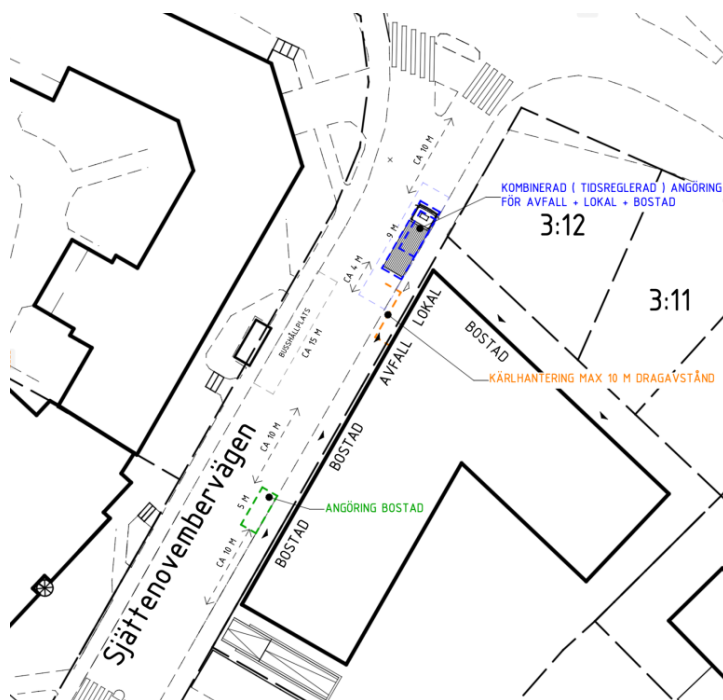 CA 10 M
KOMBINERAD ( TIDSREGLERAD ) ANGÖRING
FÖR AVFALL + LOKAL + BOSTAD
3:12
9 M
CA 4 M
3:11
LOKAL
BOSTAD
AVFALL
BUSSHÅLLPLATS
CA 15 M
KÄRLHANTERING MAX 10 M DRAGAVSTÅND
CA 10 M
BOSTAD
Sjättenovembervägen
5 M
ANGÖRING BOSTAD
BOSTAD
CA 10 M